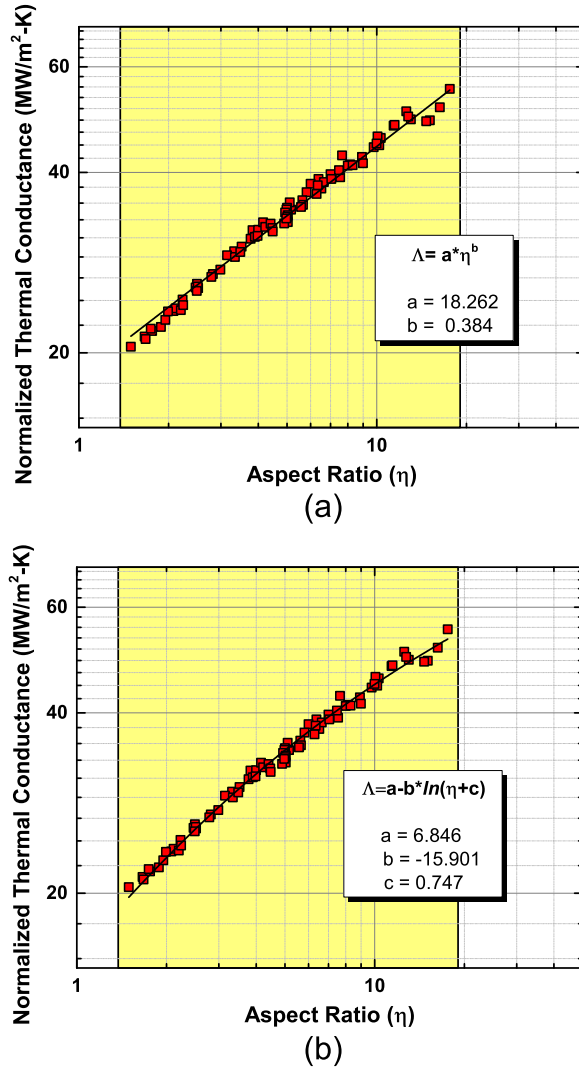 Normalized Thermal Conductance (MW/m²-K)
60
40
20
Λ= a*η^b
a = 18.262
b = 0.384
1
10
Aspect Ratio (η)
(a)
Normalized Thermal Conductance (MW/m²-K)
60
40
20
Λ=a-b*ln(η+c)
a = 6.846
b = -15.901
c = 0.747
1
10
Aspect Ratio (η)
(b)